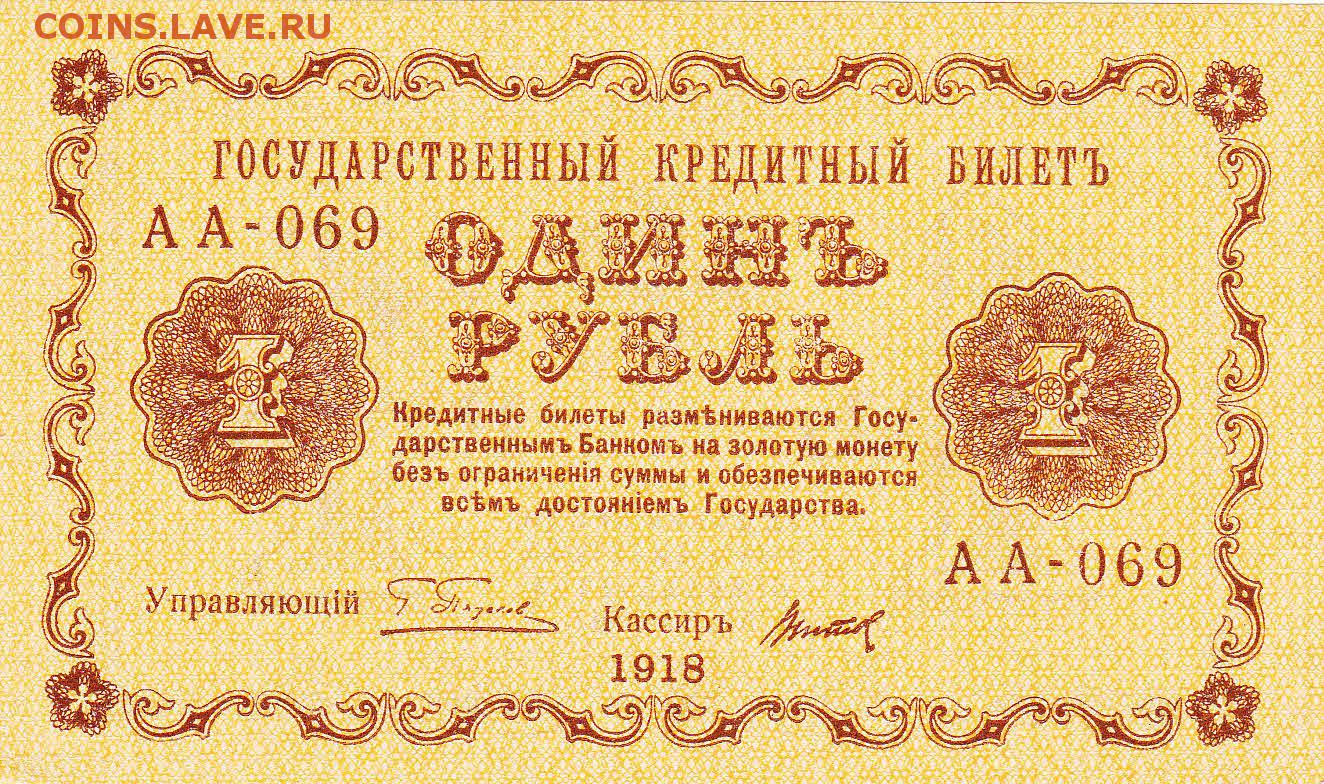 COINS.LAVE.RU
ГОСУДАРСТВЕННЫЙ КРЕДИТНЫЙ БИЛЕТЪ
АА-069
ОДИНЪ
РУБЛЬ
1
1
Кредитные билеты размѣниваются Госу-
дарственнымъ Банкомъ на золотую монету
безъ ограниченія суммы и обезпечиваются
всѣмъ достояніемъ Государства.
АА-069
Управляющій
Кассиръ
1918